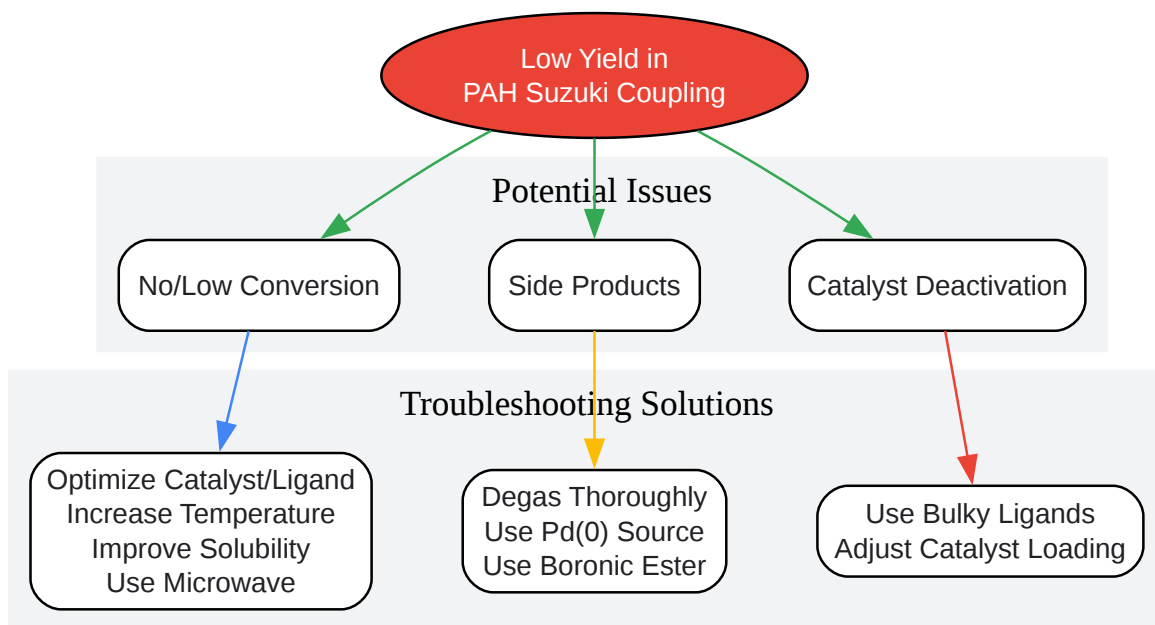 Low Yield in
PAH Suzuki Coupling
Potential Issues
No/Low Conversion
Side Products
Catalyst Deactivation
Troubleshooting Solutions
Optimize Catalyst/Ligand
Increase Temperature
Improve Solubility
Use Microwave
Degas Thoroughly
Use Pd(0) Source
Use Boronic Ester
Use Bulky Ligands
Adjust Catalyst Loading